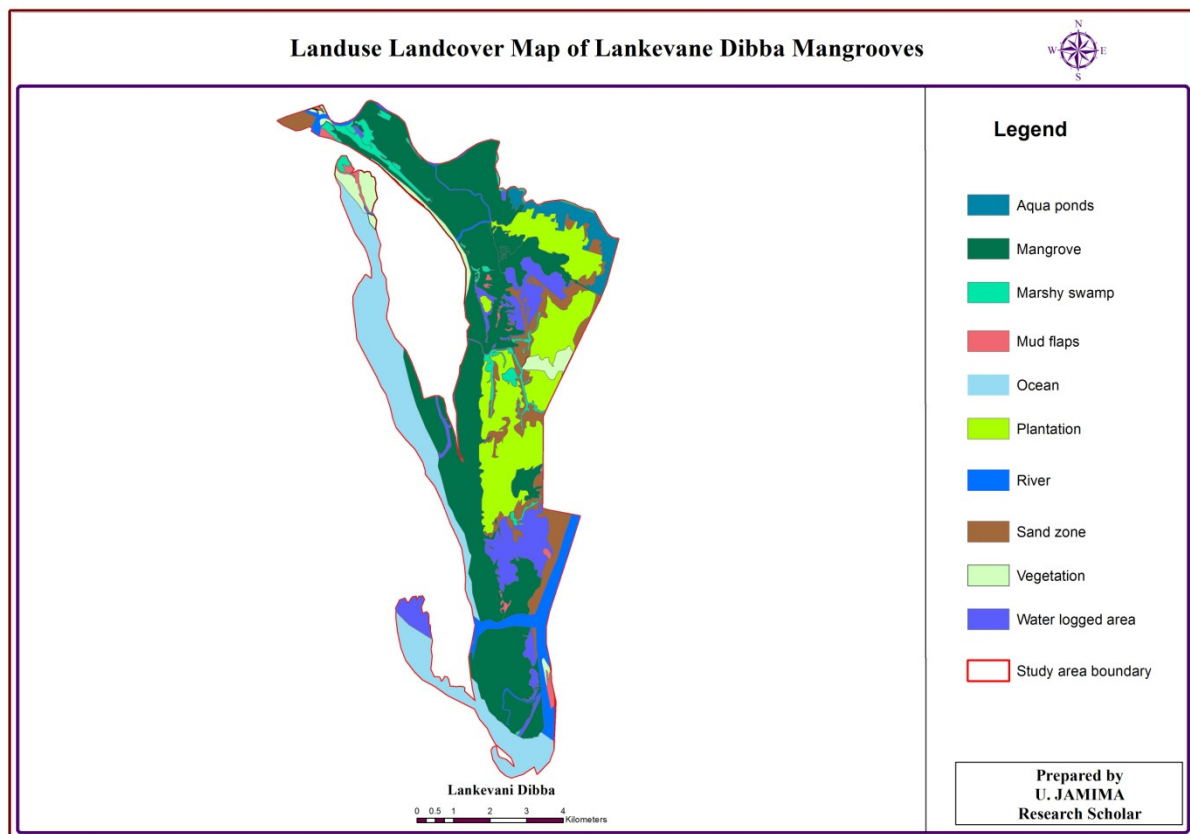 Landuse Landcover Map of Lankevane Dibba Mangrooves
N
W E
S
Legend
Aqua ponds
Mangrove
Marshy swamp
Mud flaps
Ocean
Plantation
River
Sand zone
Vegetation
Water logged area
Study area boundary
Lankevani Dibba
0 0.5 1 2 3 4
Kilometers
Prepared by
U. JAMIMA
Research Scholar